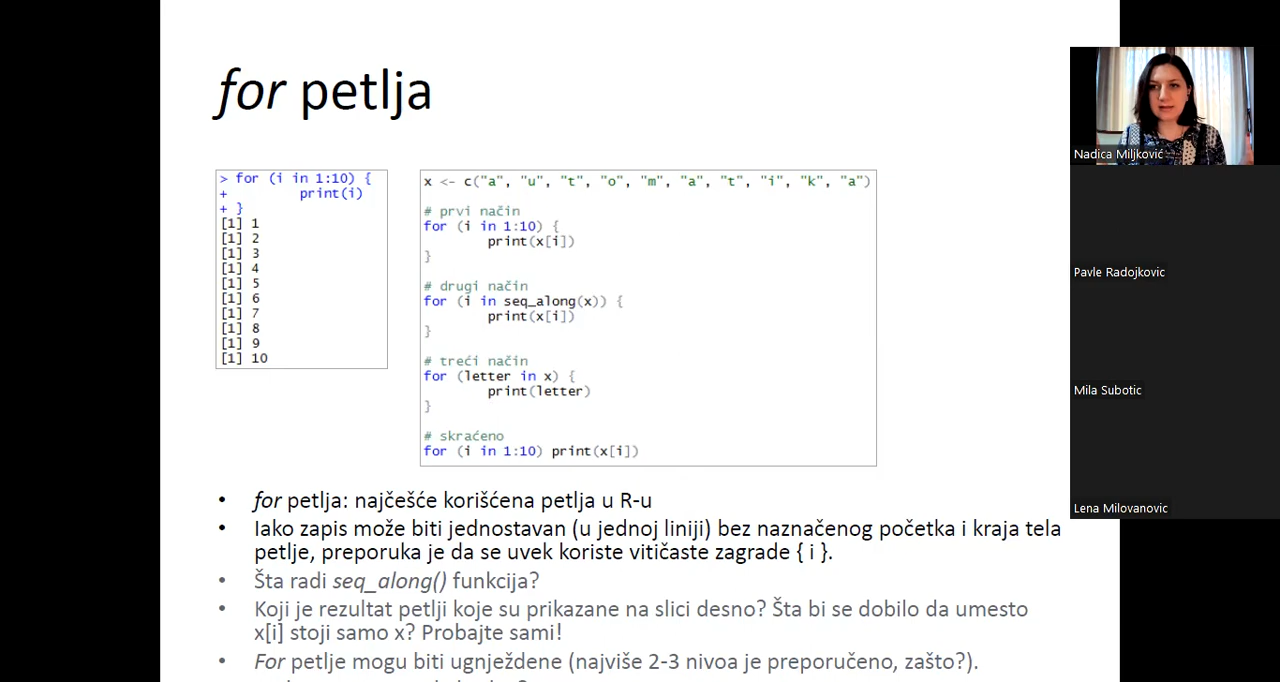 for petlja
> for (i in 1:10) {
+ print(i)
+ }
[1] 1
[1] 2
[1] 3
[1] 4
[1] 5
[1] 6
[1] 7
[1] 8
[1] 9
[1] 10
x <- c("a", "u", "t", "o", "m", "a", "t", "i", "k", "a")
# prvi način
for (i in 1:10) {
print(x[i])
}
# drugi način
for (i in seq_along(x)) {
print(x[i])
}
# treći način
for (letter in x) {
print(letter)
}
# skraćeno
for (i in 1:10) print(x[i])
• for petlja: najčešće korišćena petlja u R-u
• Iako zapis može biti jednostavan (u jednoj liniji) bez naznačenog početka i kraja tela
petlje, preporuka je da se uvek koriste vitičaste zagrade { i }.
• Šta radi seq_along() funkcija?
• Koji je rezultat petlji koje su prikazane na slici desno? Šta bi se dobilo da umesto
x[i] stoji samo x? Probajte sami!
• For petlje mogu biti ugnježdene (najviše 2-3 nivoa je preporučeno, zašto?).
Nadica Miljković
Pavle Radojkovic
Mila Subotic
Lena Milovanovic